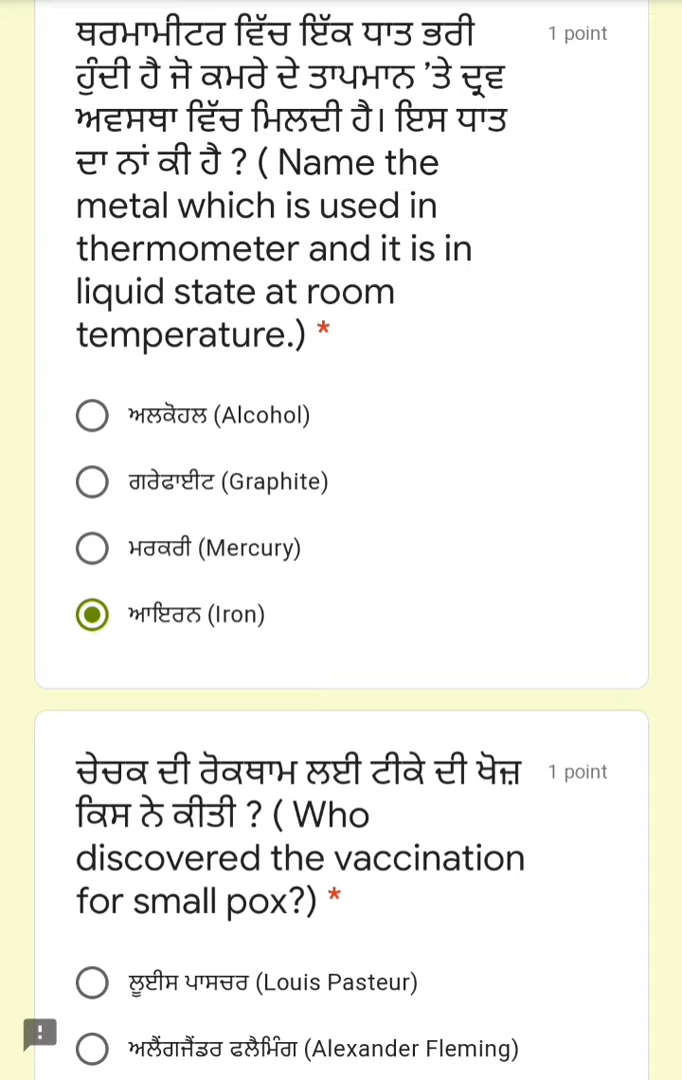 ਥਰਮਾਮੀਟਰ ਵਿੱਚ ਇੱਕ ਧਾਤ ਭਰੀ
1 point
ਹੁੰਦੀ ਹੈ ਜੋ ਕਮਰੇ ਦੇ ਤਾਪਮਾਨ ’ਤੇ ਦ੍ਰਵ
ਅਵਸਥਾ ਵਿੱਚ ਮਿਲਦੀ ਹੈ। ਇਸ ਧਾਤ
ਦਾ ਨਾਂ ਕੀ ਹੈ ? ( Name the
metal which is used in
thermometer and it is in
liquid state at room
temperature.) *
ਅਲਕੋਹਲ (Alcohol)
ਗਰੇਫਾਈਟ (Graphite)
ਮਰਕਰੀ (Mercury)
ਆਇਰਨ (Iron)
ਚੇਚਕ ਦੀ ਰੋਕਥਾਮ ਲਈ ਟੀਕੇ ਦੀ ਖੋਜ਼
1 point
ਕਿਸ ਨੇ ਕੀਤੀ ? ( Who
discovered the vaccination
for small pox?) *
ਲੂਈਸ ਪਾਸਚਰ (Louis Pasteur)
ਅਲੈਂਗਜੈਂਡਰ ਫਲੈਮਿੰਗ (Alexander Fleming)